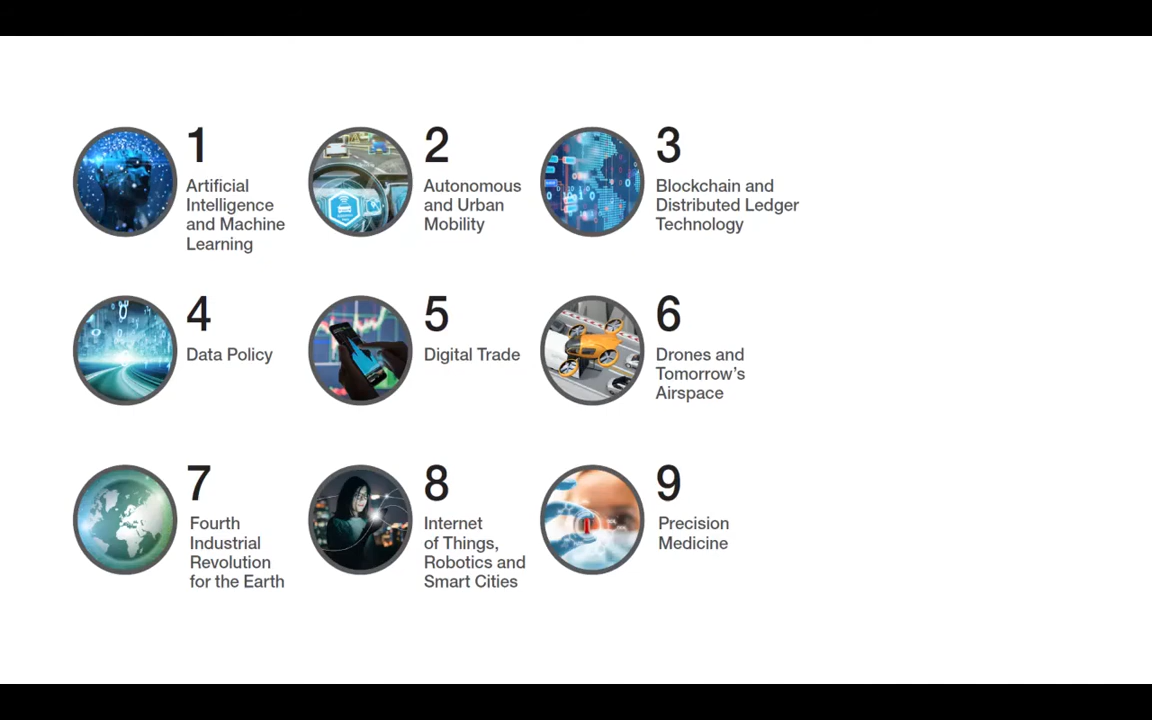 1
Artificial
Intelligence
and Machine
Learning
2
Autonomous
and Urban
Mobility
3
Blockchain and
Distributed Ledger
Technology
4
Data Policy
5
Digital Trade
6
Drones and
Tomorrow's
Airspace
7
Fourth
Industrial
Revolution
for the Earth
8
Internet
of Things,
Robotics and
Smart Cities
9
Precision
Medicine